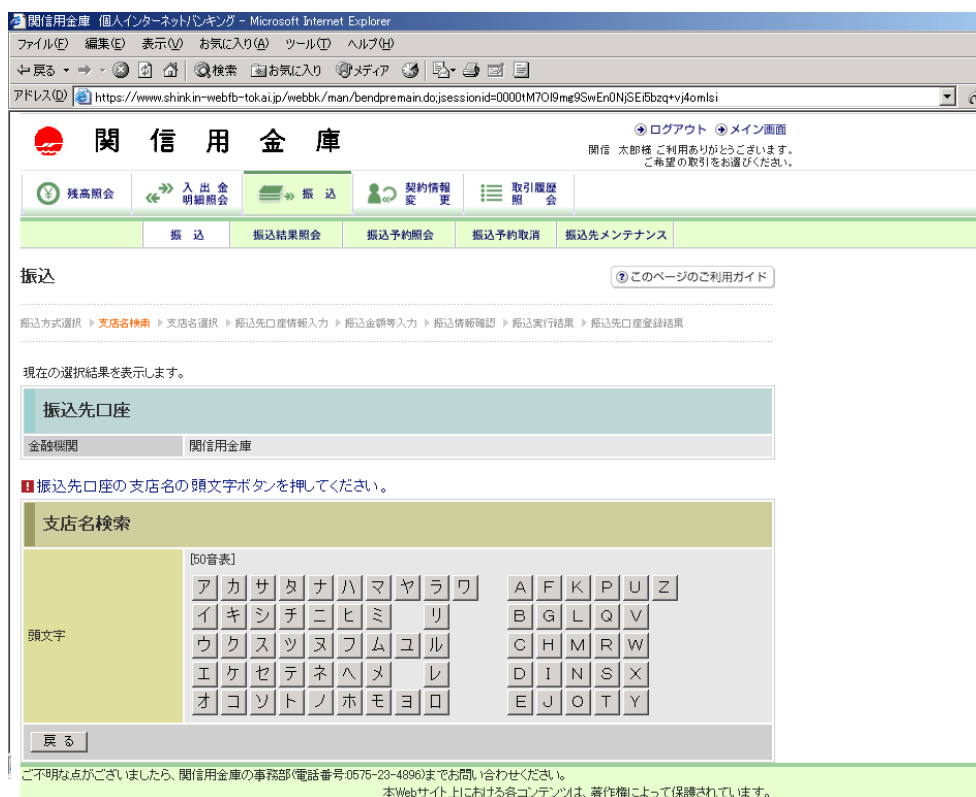 関信用金庫 個人インターネットバンキング - Microsoft Internet Explorer
ファイル(F) 編集(E) 表示(V) お気に入り(A) ツール(T) ヘルプ(H)
戻る 検索 お気に入り メディア
アドレス(D) https://www.shinkin-webfb-tokai.jp/webbk/man/bendpremain.do;jsessionid=0000tM7OI9mg9SwEn0NjSEi5bzq+vj4omIsi
関信用金庫
ログアウト メイン画面
関信 太郎様 ご利用ありがとうございます。
ご希望の取引をお選びください。
残高照会 入出金明細照会 振込 契約情報変更 取引履歴照会
振込 振込結果照会 振込予約照会 振込予約取消 振込先メンテナンス
振込
?このページのご利用ガイド
振込方式選択 支店名検索 支店名選択 振込先口座情報入力 振込金額等入力 振込情報確認 振込実行結果 振込先口座登録結果
現在の選択結果を表示します。
振込先口座
金融機関 関信用金庫
!振込先口座の支店名の頭文字ボタンを押してください。
支店名検索
[50音表]
ア カ サ タ ナ ハ マ ヤ ラ ワ A F K P U Z
イ キ シ チ ニ ヒ ミ リ B G L Q V
頭文字
ウ ク ス ツ ヌ フ ム ユ ル C H M R W
エ ケ セ テ ネ ヘ メ レ D I N S X
オ コ ソ ト ノ ホ モ ヨ ロ E J O T Y
戻る
ご不明な点がございましたら、関信用金庫の事務部(電話番号:0575-23-4896)までお問い合わせください。
本Webサイト上における各コンテンツは、著作権によって保護されています。